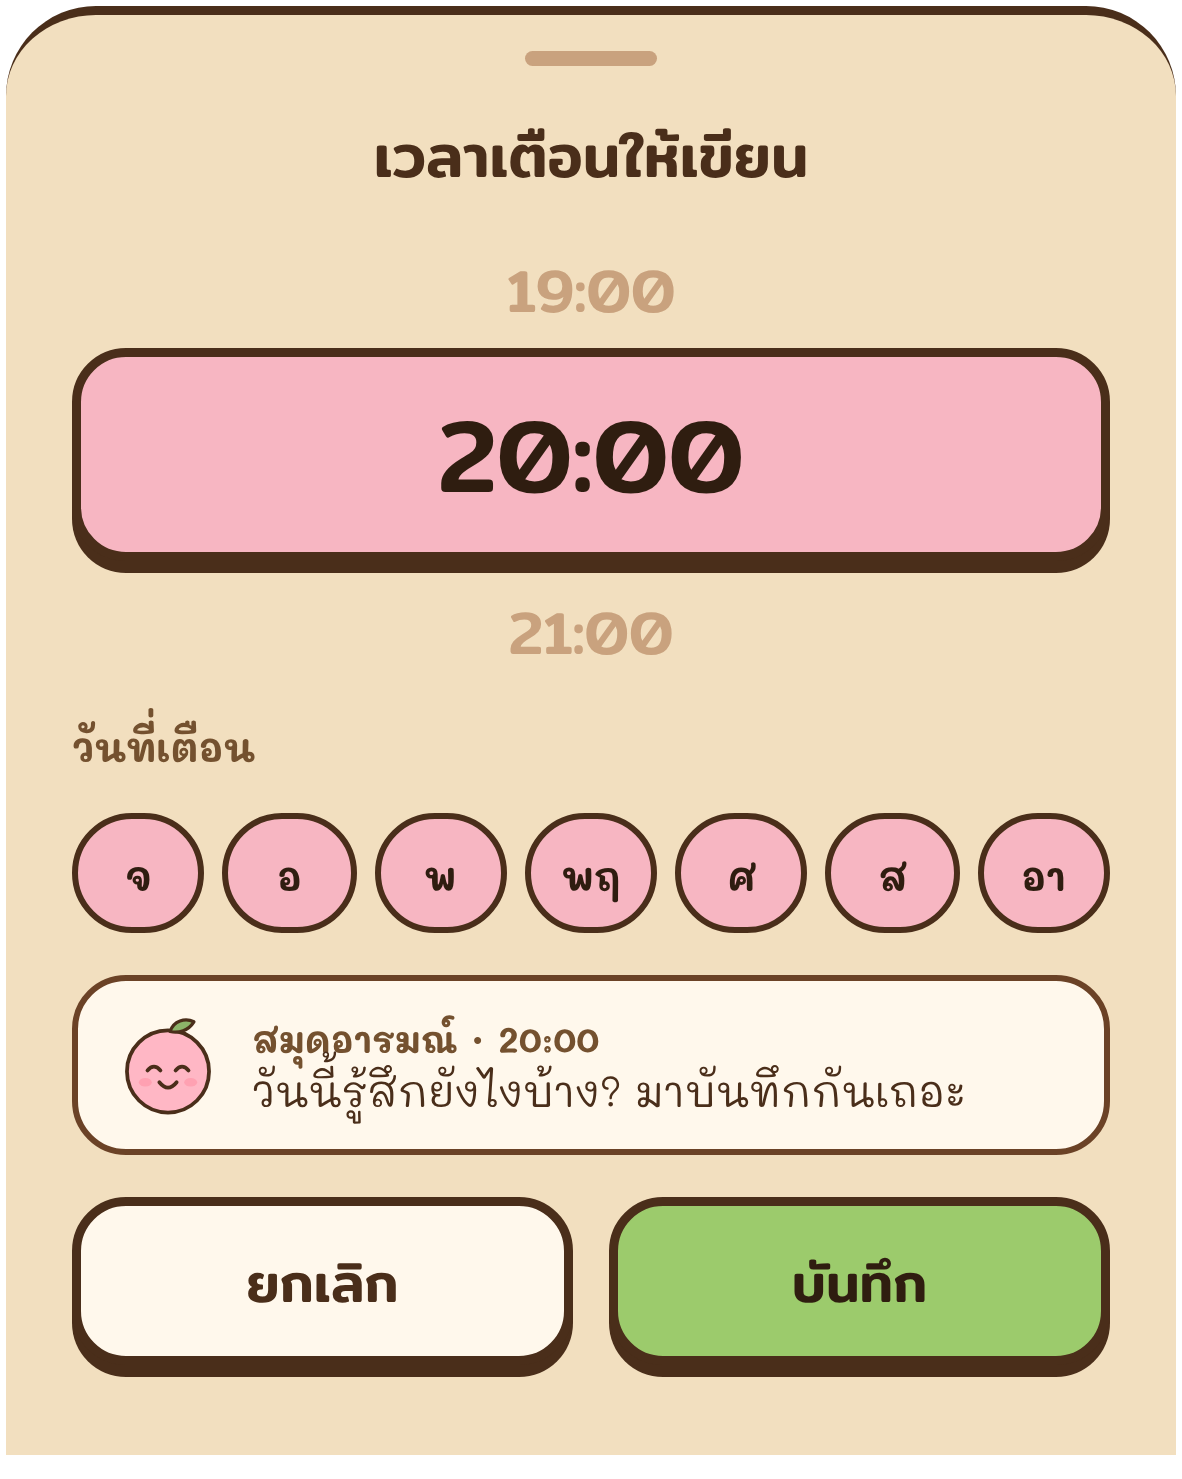 เวลาเตือนให้เขียน
19:00
20:00
21:00
วันที่เตือน
จ อ พ พฤ ศ ส อา
สมุดอารมณ์ · 20:00
วันนี้รู้สึกยังไงบ้าง? มาบันทึกกันเถอะ
ยกเลิก บันทึก